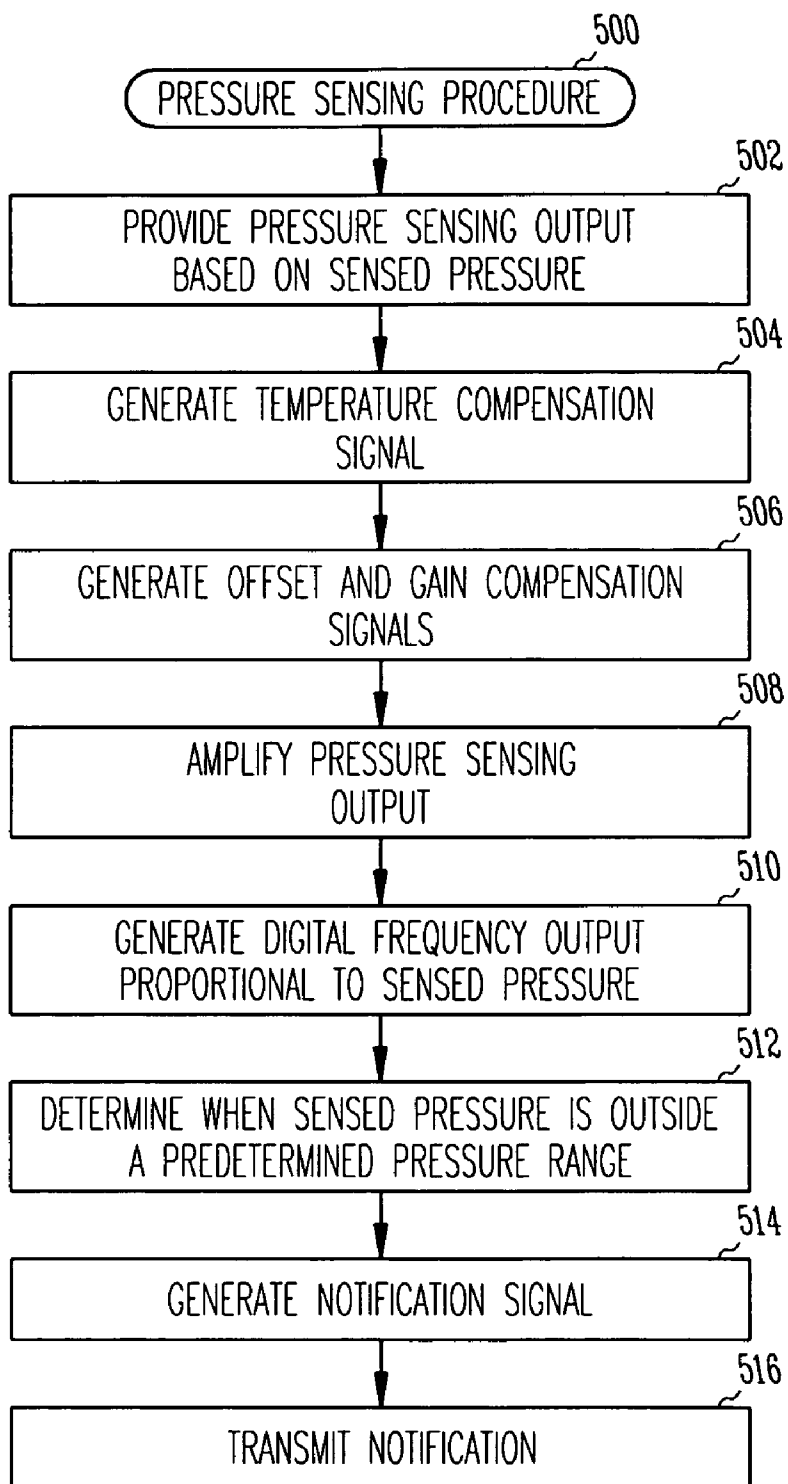 500
PRESSURE SENSING PROCEDURE
502
PROVIDE PRESSURE SENSING OUTPUT
BASED ON SENSED PRESSURE
504
GENERATE TEMPERATURE COMPENSATION
SIGNAL
506
GENERATE OFFSET AND GAIN COMPENSATION
SIGNALS
508
AMPLIFY PRESSURE SENSING
OUTPUT
510
GENERATE DIGITAL FREQUENCY OUTPUT
PROPORTIONAL TO SENSED PRESSURE
512
DETERMINE WHEN SENSED PRESSURE IS OUTSIDE
A PREDETERMINED PRESSURE RANGE
514
GENERATE NOTIFICATION SIGNAL
516
TRANSMIT NOTIFICATION